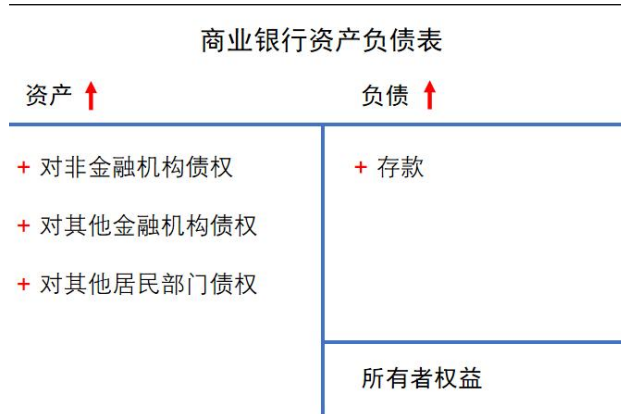 商业银行资产负债表
资产
负债
+ 对非金融机构债权
+ 存款
+ 对其他金融机构债权
+ 对其他居民部门债权
所有者权益